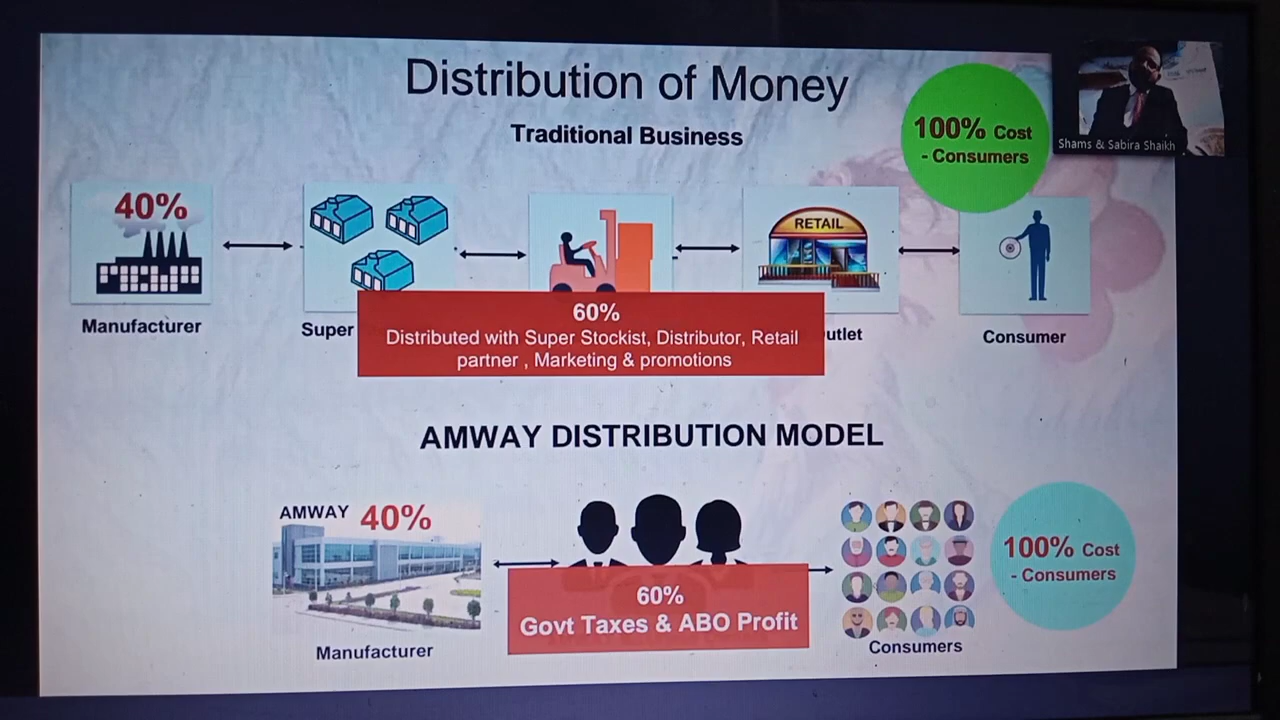 Distribution of Money
Traditional Business
100% Cost
- Consumers
Shams & Sabira Shaikh
40%
RETAIL
Manufacturer
Super
utlet
Consumer
60%
Distributed with Super Stockist, Distributor, Retail
partner , Marketing & promotions
AMWAY DISTRIBUTION MODEL
AMWAY 40%
Manufacturer
60%
Govt Taxes & ABO Profit
Consumers
100% Cost
- Consumers